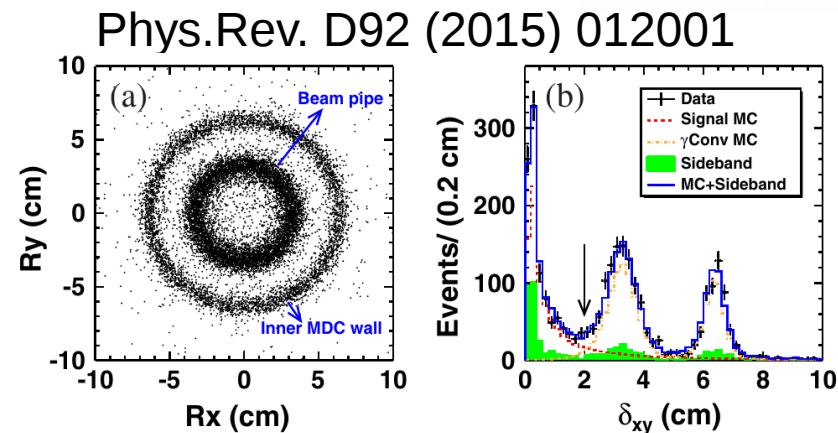 Phys.Rev. D92 (2015) 012001
(a)
Beam pipe
Inner MDC wall
Ry (cm)
10
5
0
-5
-10
-10 -5 0 5 10
Rx (cm)
(b)
Data
Signal MC
γConv MC
Sideband
MC+Sideband
Events/ (0.2 cm)
300
200
100
0
0 2 4 6 8 10
δxy (cm)